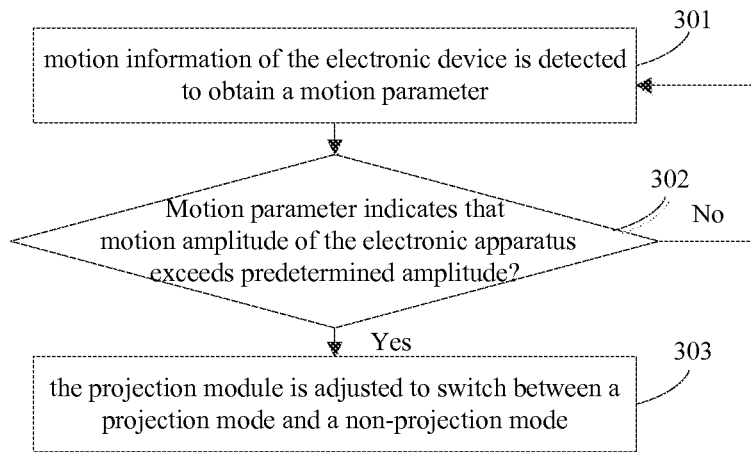 301
motion information of the electronic device is detected
to obtain a motion parameter
302
Motion parameter indicates that
motion amplitude of the electronic apparatus
exceeds predetermined amplitude?
No
Yes
303
the projection module is adjusted to switch between a
projection mode and a non-projection mode